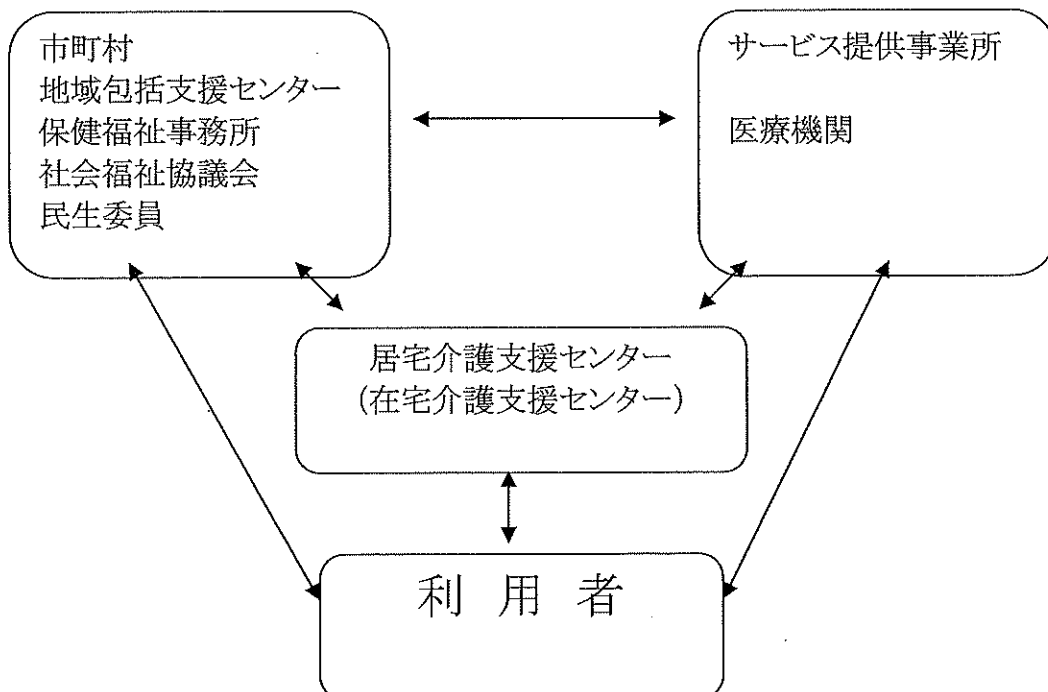 市町村
地域包括支援センター
保健福祉事務所
社会福祉協議会
民生委員
サービス提供事業所
医療機関
居宅介護支援センター
(在宅介護支援センター)
利 用 者